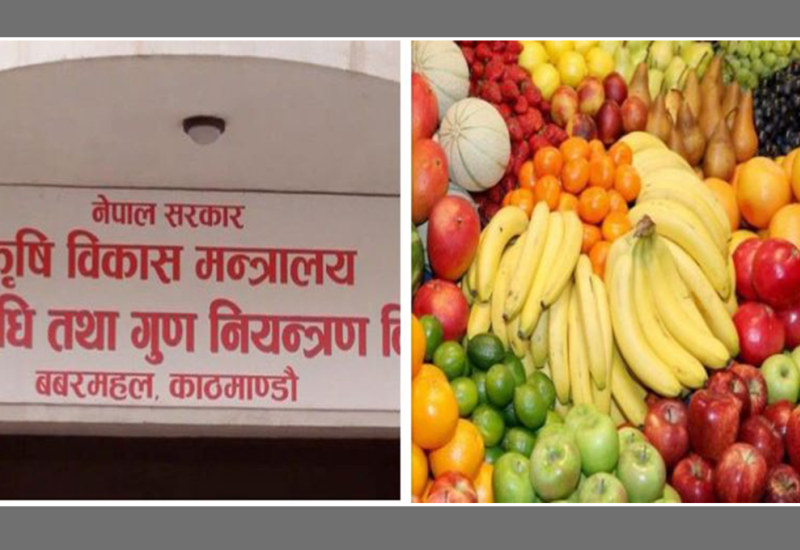 नेपाल सरकार
कृषि विकास मन्त्रालय
तथा गुण नियन्त्रण
बबरमहल, काठमाण्डौ